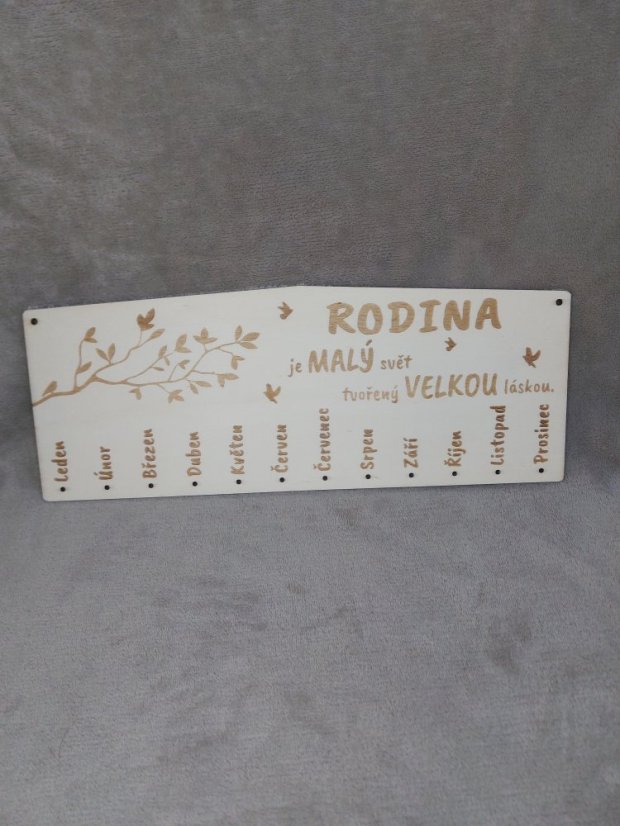 RODINA
je MALÝ svět
tvořený VELKOU láskou.
Leden
Únor
Březen
Duben
Květen
Červen
Červenec
Srpen
Září
Říjen
Listopad
Prosinec